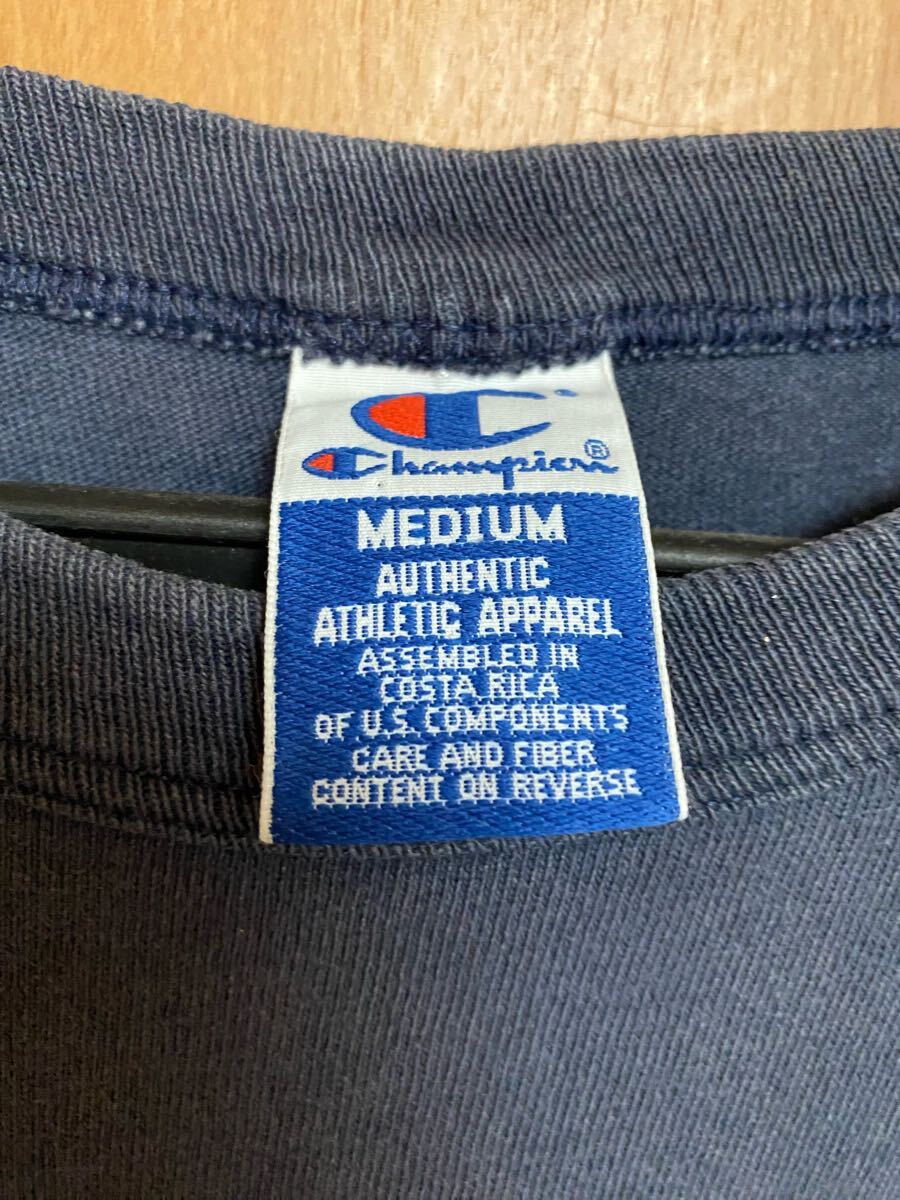 Champion®
MEDIUM
AUTHENTIC
ATHLETIC APPAREL
ASSEMBLED IN
COSTA RICA
OF U.S. COMPONENTS
CARE AND FIBER
CONTENT ON REVERSE